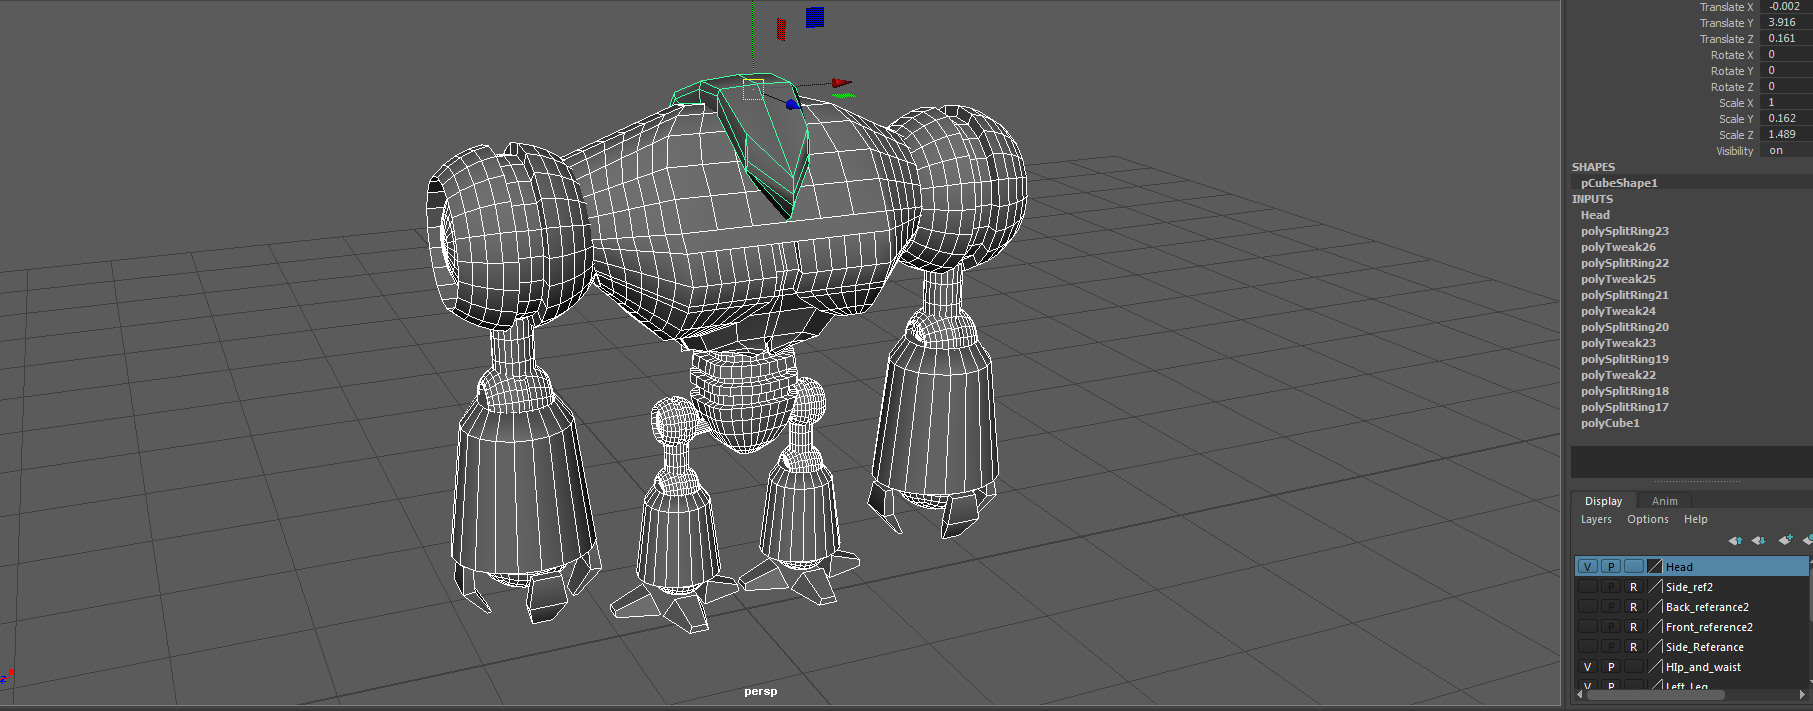 Translate X -0.002
Translate Y 3.916
Translate Z 0.161
Rotate X 0
Rotate Y 0
Rotate Z 0
Scale X 1
Scale Y 0.162
Scale Z 1.489
Visibility on
SHAPES
pCubeShape1
INPUTS
Head
polySplitRing23
polyTweak26
polySplitRing22
polyTweak25
polySplitRing21
polyTweak24
polySplitRing20
polyTweak23
polySplitRing19
polyTweak22
polySplitRing18
polySplitRing17
polyCube1
Display Anim
Layers Options Help
V P Head
P R Side_ref2
P R Back_referance2
P R Front_reference2
P R Side_Referance
V P HIp_and_waist
V P Left_Leg
persp
z